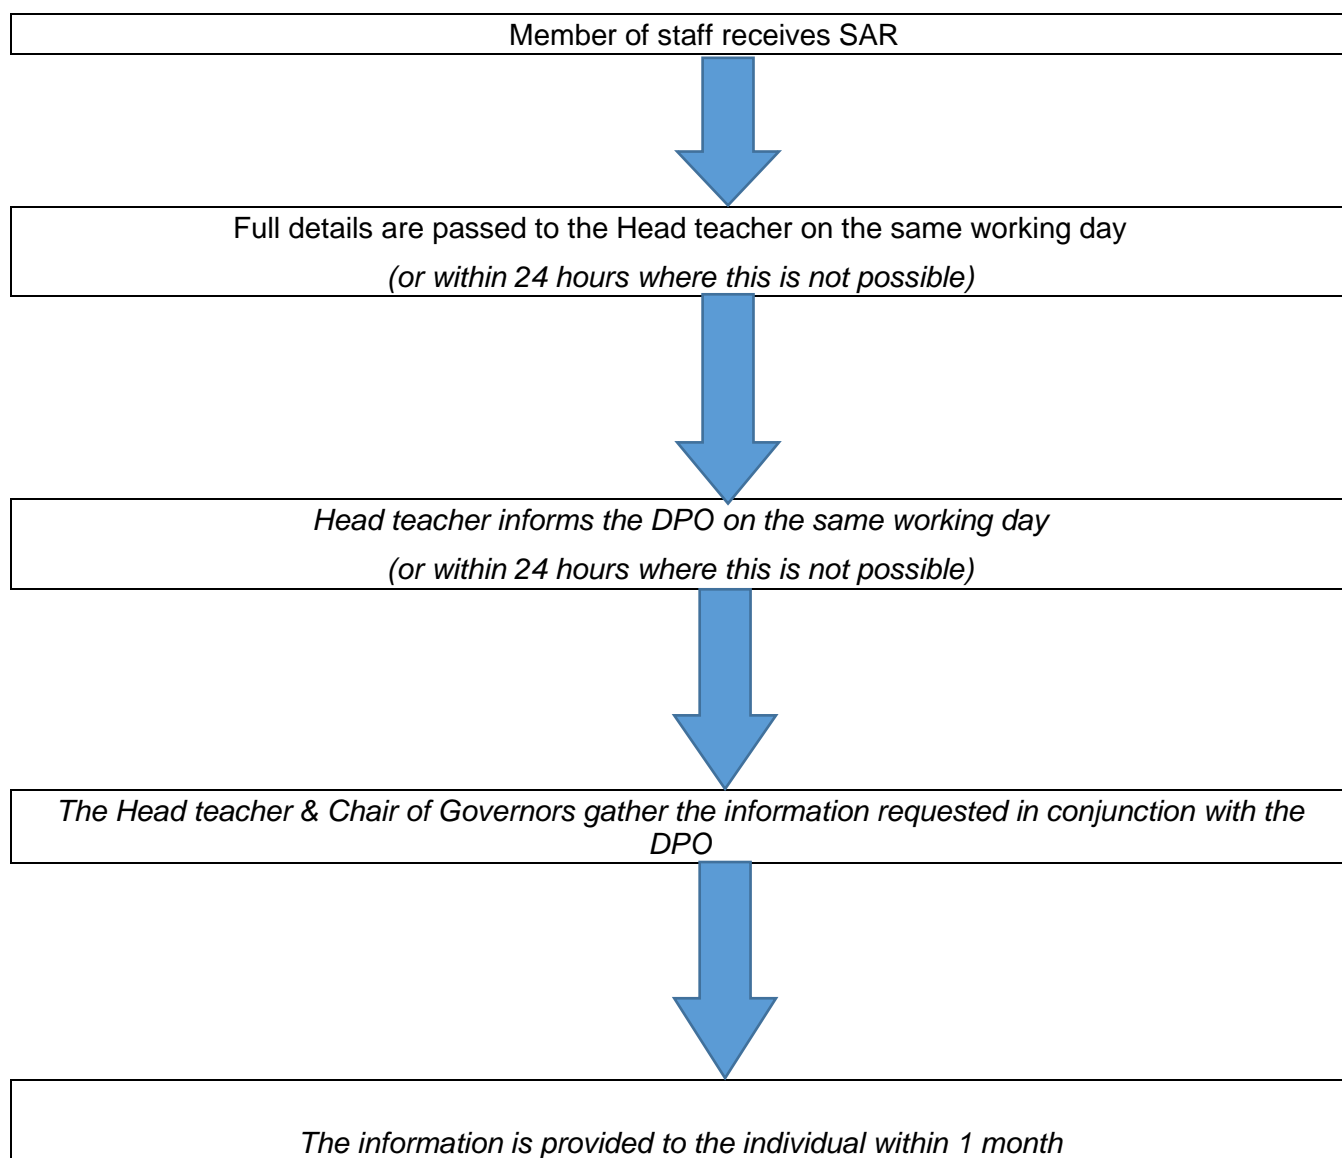 Member of staff receives SAR
Full details are passed to the Head teacher on the same working day
(or within 24 hours where this is not possible)
Head teacher informs the DPO on the same working day
(or within 24 hours where this is not possible)
The Head teacher & Chair of Governors gather the information requested in conjunction with the
DPO
The information is provided to the individual within 1 month